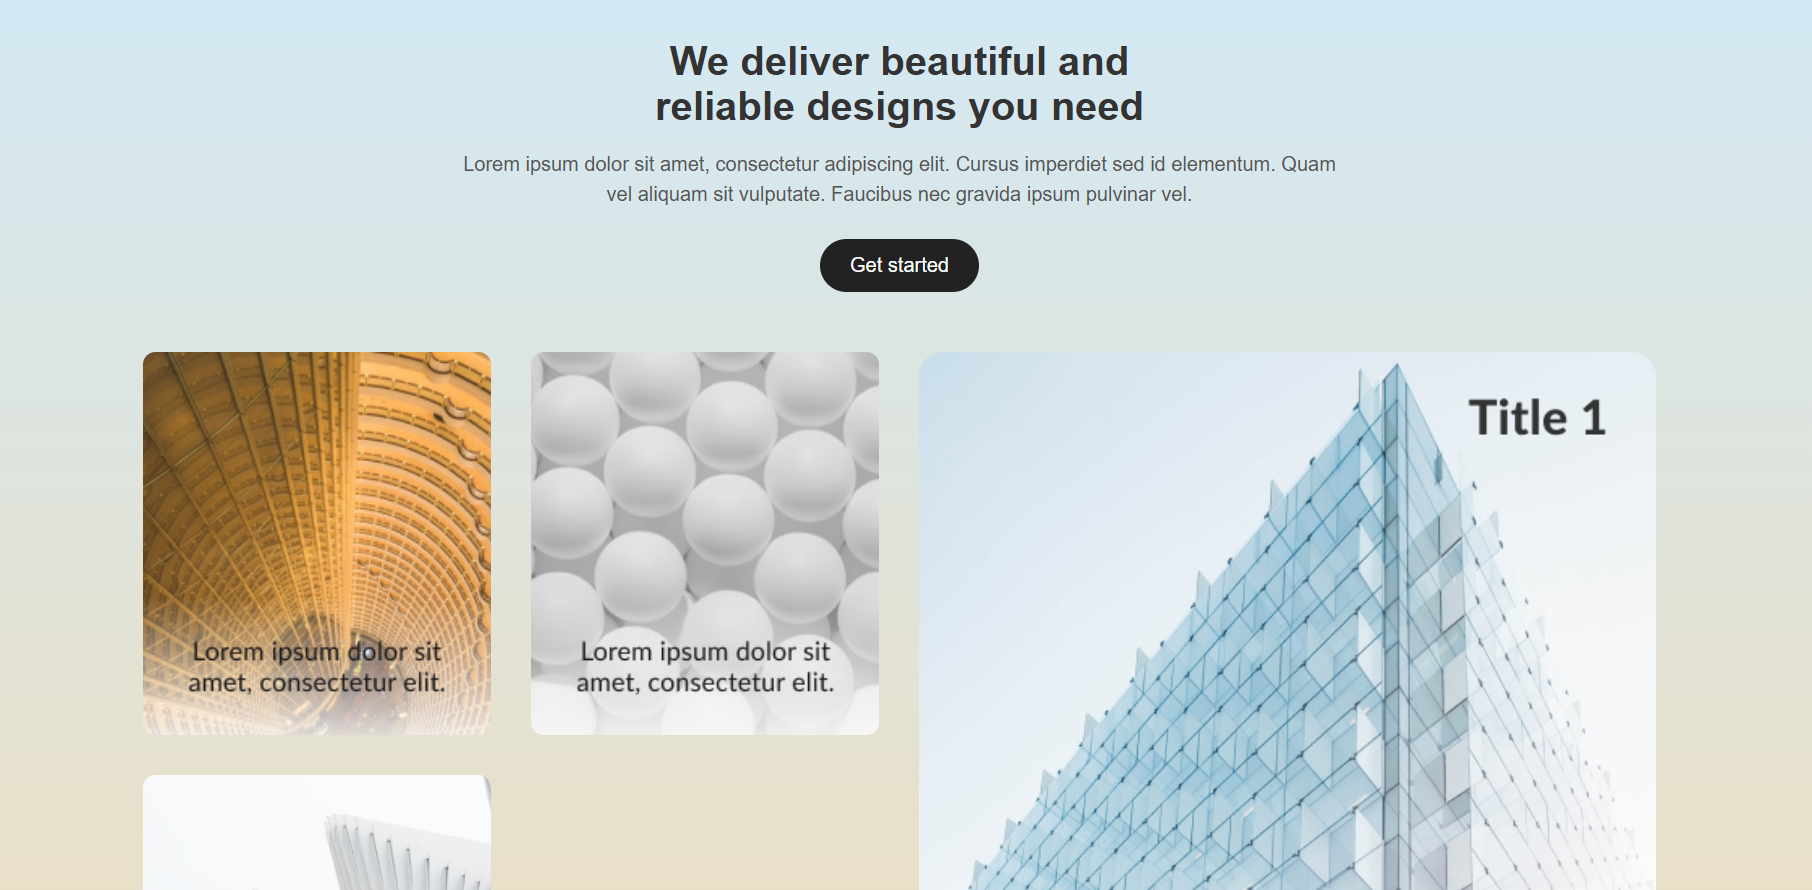 We deliver beautiful and
reliable designs you need
Lorem ipsum dolor sit amet, consectetur adipiscing elit. Cursus imperdiet sed id elementum. Quam
vel aliquam sit vulputate. Faucibus nec gravida ipsum pulvinar vel.
Get started
Lorem ipsum dolor sit
amet, consectetur elit.
Lorem ipsum dolor sit
amet, consectetur elit.
Title 1